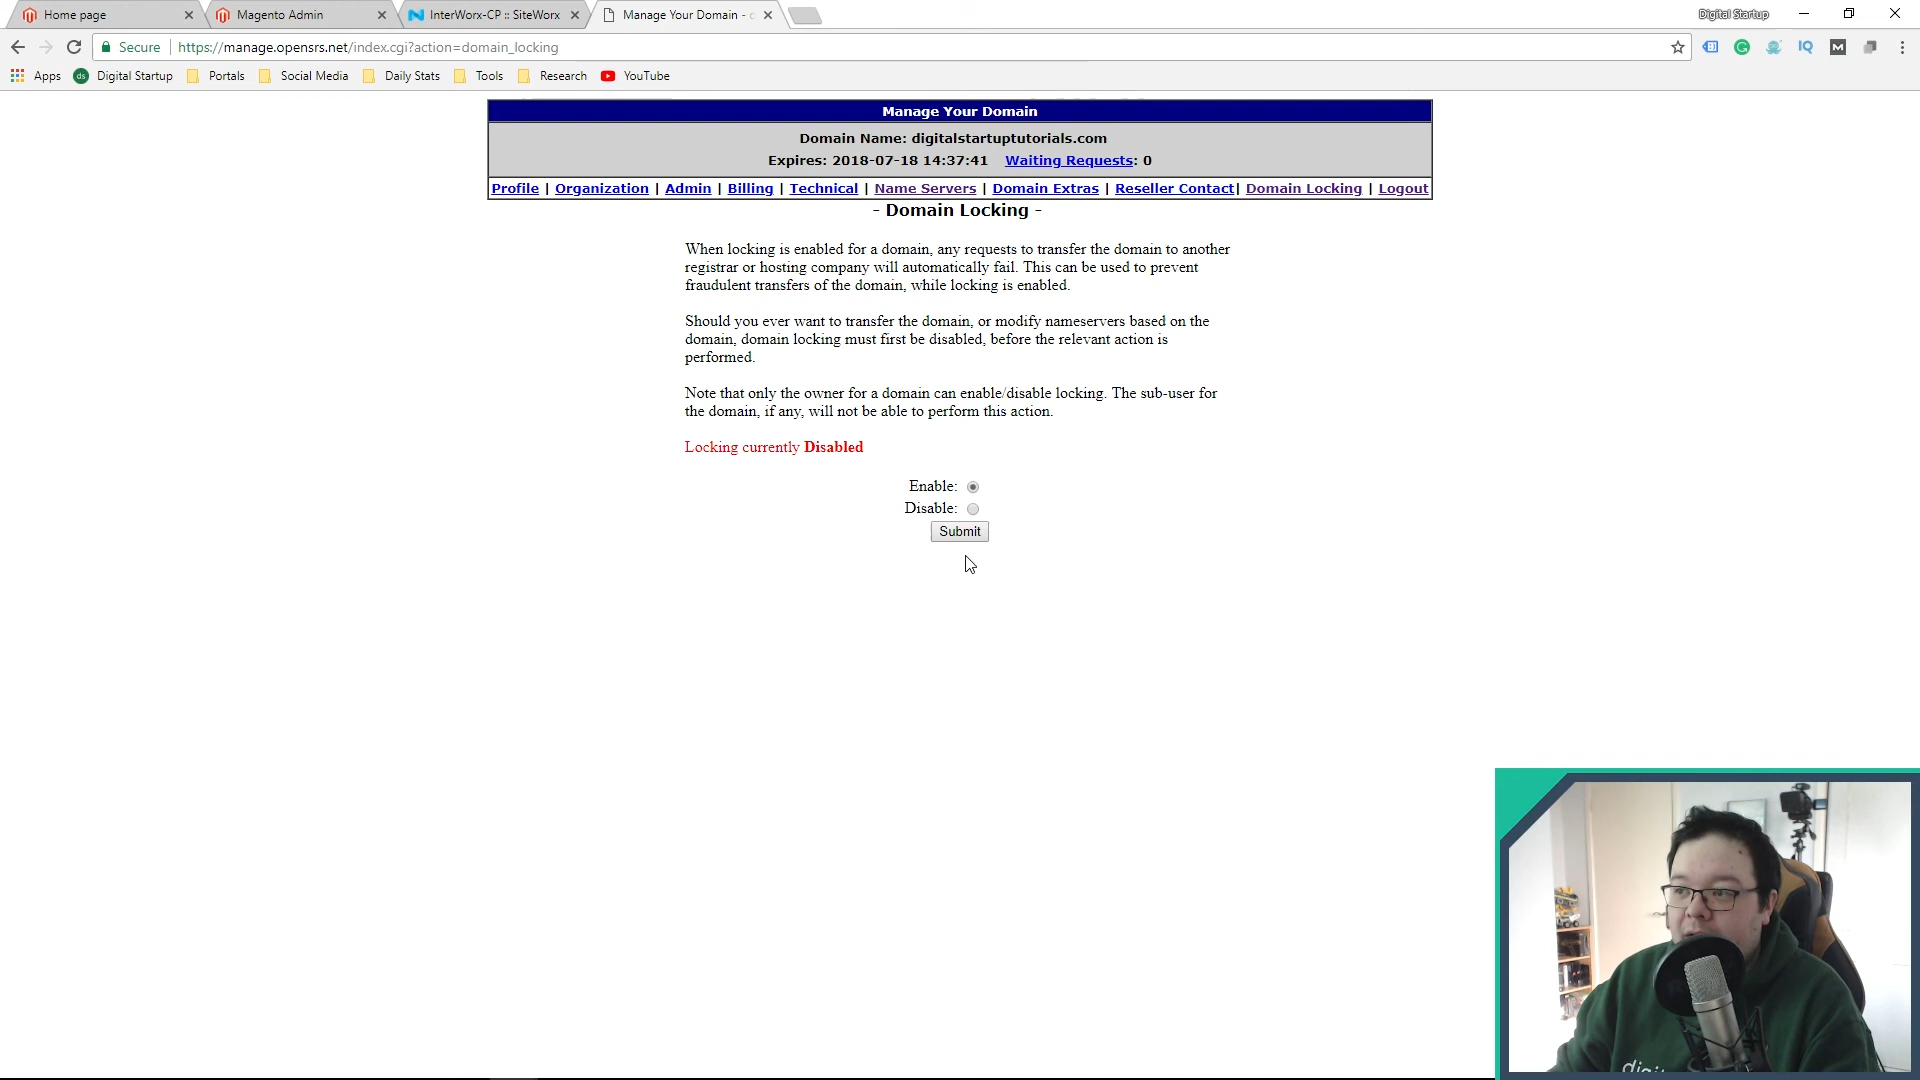 Home page
Magento Admin
InterWorx-CP :: SiteWorx
Manage Your Domain -
Digital Startup
Secure
https://manage.opensrs.net/index.cgi?action=domain_locking
Apps
ds
Digital Startup
Portals
Social Media
Daily Stats
Tools
Research
YouTube
IQ
M
Manage Your Domain
Domain Name: digitalstartuptutorials.com
Expires: 2018-07-18 14:37:41 Waiting Requests: 0
Profile | Organization | Admin | Billing | Technical | Name Servers | Domain Extras | Reseller Contact| Domain Locking | Logout
- Domain Locking -
When locking is enabled for a domain, any requests to transfer the domain to another
registrar or hosting company will automatically fail. This can be used to prevent
fraudulent transfers of the domain, while locking is enabled.
Should you ever want to transfer the domain, or modify nameservers based on the
domain, domain locking must first be disabled, before the relevant action is
performed.
Note that only the owner for a domain can enable/disable locking. The sub-user for
the domain, if any, will not be able to perform this action.
Locking currently Disabled
Enable:
Disable:
Submit